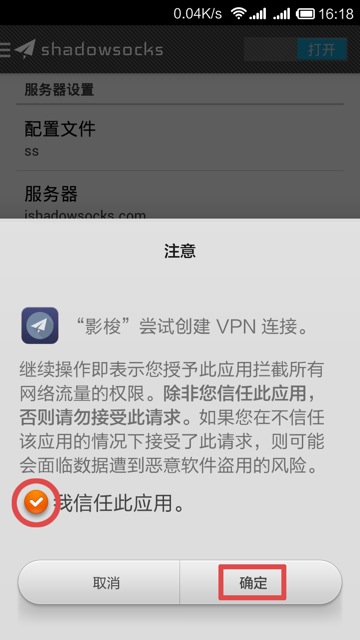 0.04K/s 16:18
shadowsocks 打开
服务器设置
配置文件
ss
服务器
ishadowsocks.com
注意
“影梭”尝试创建 VPN 连接。
继续操作即表示您授予此应用拦截所有
网络流量的权限。除非您信任此应用，
否则请勿接受此请求。如果您在不信任
该应用的情况下接受了此请求，则可能
会面临数据遭到恶意软件盗用的风险。
我信任此应用。
取消 确定